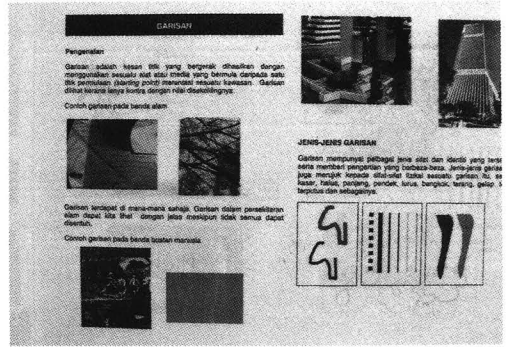 GARISAN
Pengenalan
Garisan adalah kesan titik yang bergerak dihasilkan dengan
menggunakan sesuatu alat atau media yang bermula daripada satu
titik permulaan (starting point) merentasi sesuatu kawasan. Garisan
dilihat kerana ianya kontra dengan nilai disekelilingnya.
Contoh garisan pada benda alam
Garisan terdapat di mana-mana sahaja. Garisan dalam persekitaran
alam dapat kita lihat dengan jelas meskipun tidak semua dapat
disentuh.
Contoh garisan pada benda buatan manusia
JENIS-JENIS GARISAN
Garisan mempunyai pelbagai jenis sifat dan identiti yang
serta memberi pengertian yang berbeza-beza. Jenis-jenis
juga merujuk kepada sifat-sifat fizikal sesuatu garisan itu
kasar, halus, panjang, pendek, lurus, bengkok, terang, gelap
terputus dan sebagainya.